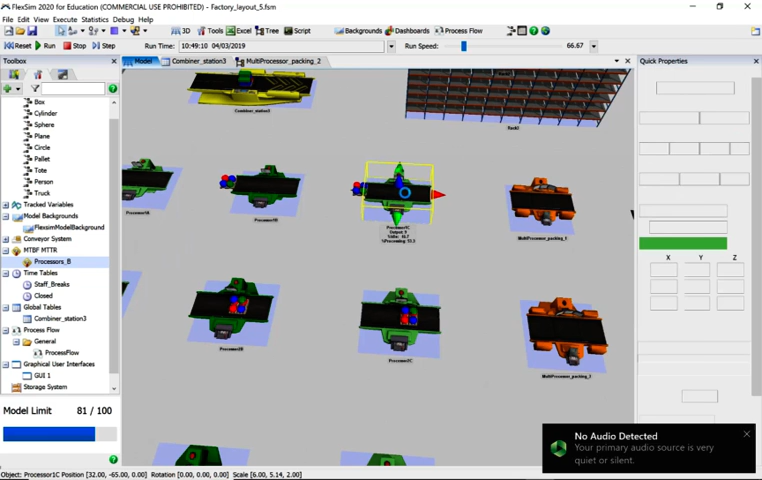 FlexSim 2020 for Education (COMMERCIAL USE PROHIBITED) - Factory_layout_5.fsm
File Edit View Execute Statistics Debug Help
3D Tools Excel Tree Script Backgrounds Dashboards Process Flow
Reset Run Stop Step Run Time: 10:49:10 04/03/2019 Run Speed: 66.67
Toolbox
Model Combiner_station3 MultiProcessor_packing_2
Quick Properties
Box
Cylinder
Sphere
Plane
Circle
Pallet
Tote
Person
Truck
Tracked Variables
Model Backgrounds
FlexsimModelBackground
Conveyor System
MTBF MTTR
Processors_B
Time Tables
Staff_Breaks
Closed
Global Tables
Combiner_station3
Process Flow
General
ProcessFlow
Graphical User Interfaces
GUI 1
Storage System
Model Limit 81 / 100
Combiner_station3
Processor1A
Processor1B
Processor1C
MultiProcessor_packing_1
Processor2B
Processor2C
X Y Z
No Audio Detected
Your primary audio source is very
quiet or silent.
Object: Processor1C Position [32.00, -65.00, 0.00] Rotation [0.00, 0.00, 0.00] Scale [6.00, 5.14, 2.00]